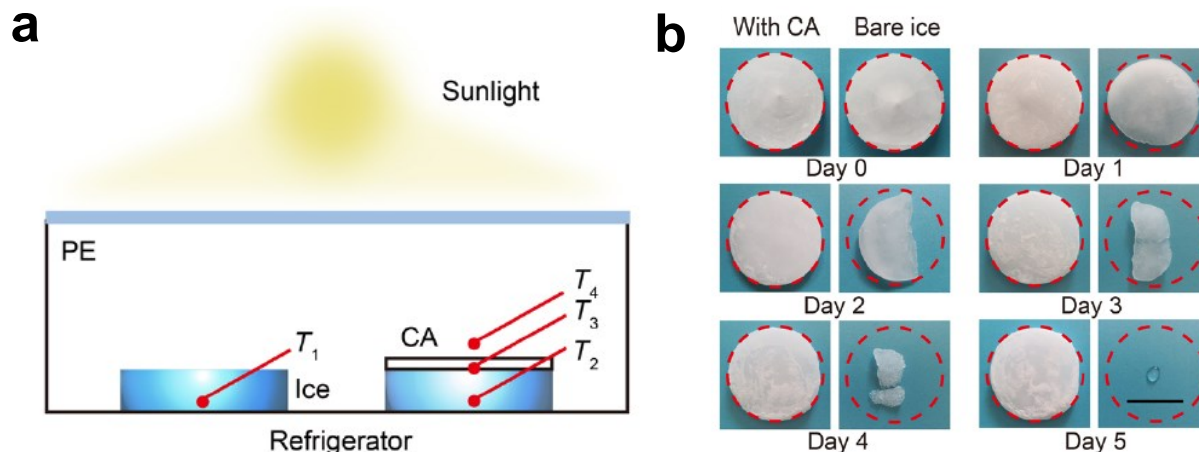 a
Sunlight
PE
T4
CA
T3
T1
T2
Ice
Refrigerator
b
With CA Bare ice
Day 0 Day 1
Day 2 Day 3
Day 4 Day 5